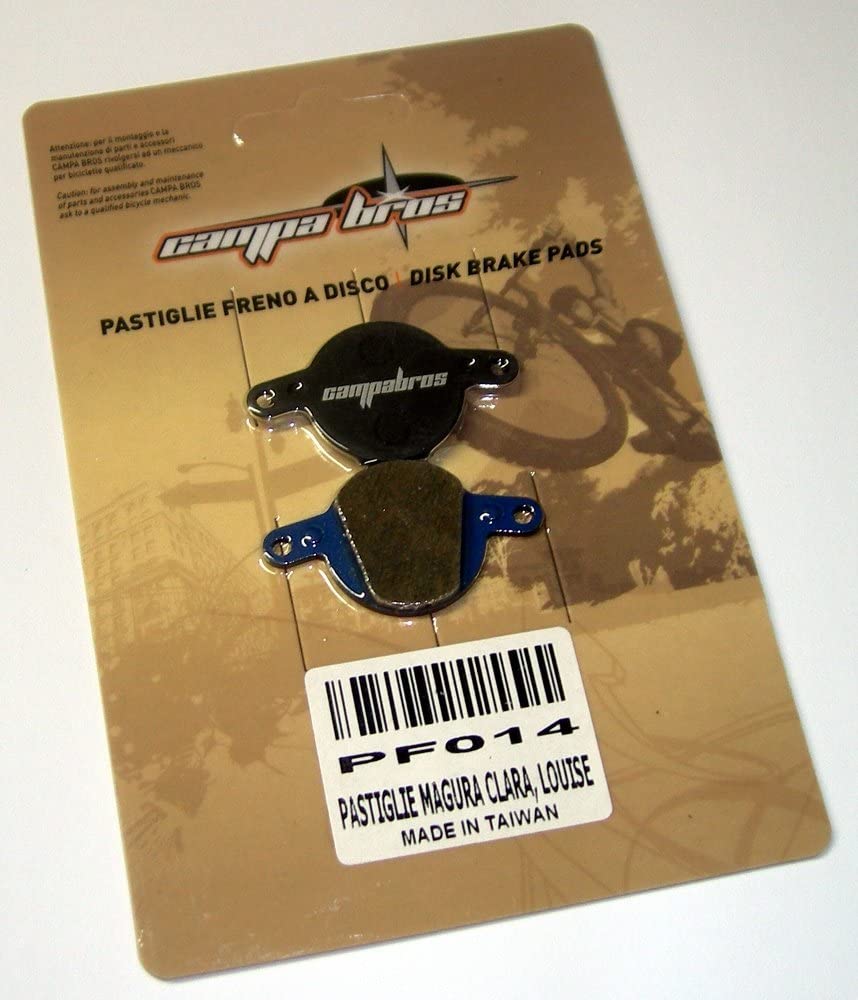 Attenzione: per il montaggio e la
manutenzione di parti e accessori
CAMPA BROS rivolgersi ad un meccanico
per biciclette qualificato.
Caution: for assembly and maintenance
of parts and accessories CAMPA BROS
ask to a qualified bicycle mechanic.
campa bros
PASTIGLIE FRENO A DISCO | DISK BRAKE PADS
campabros
PF014
PASTIGLIE MAGURA CLARA, LOUISE
MADE IN TAIWAN